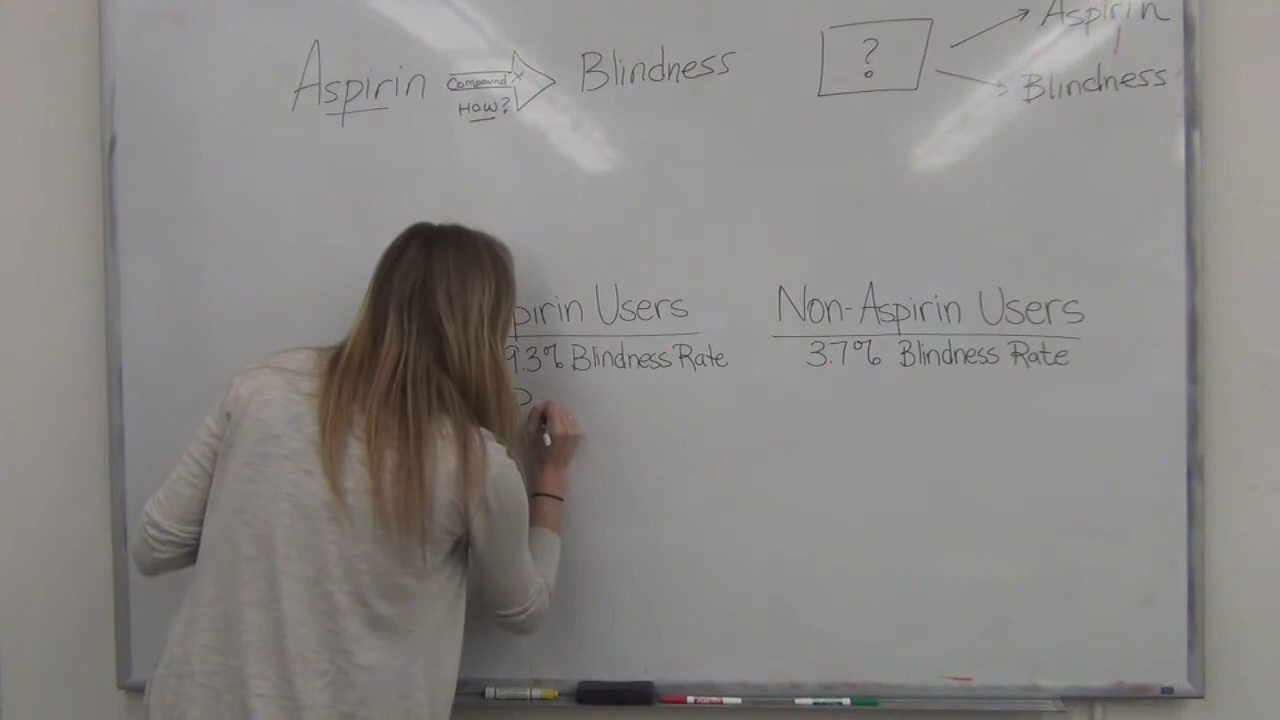 Aspirin Compound X Blindness
HOW?
?
Aspirin
Blindness
pirin Users
9.3% Blindness Rate
Non-Aspirin Users
3.7% Blindness Rate